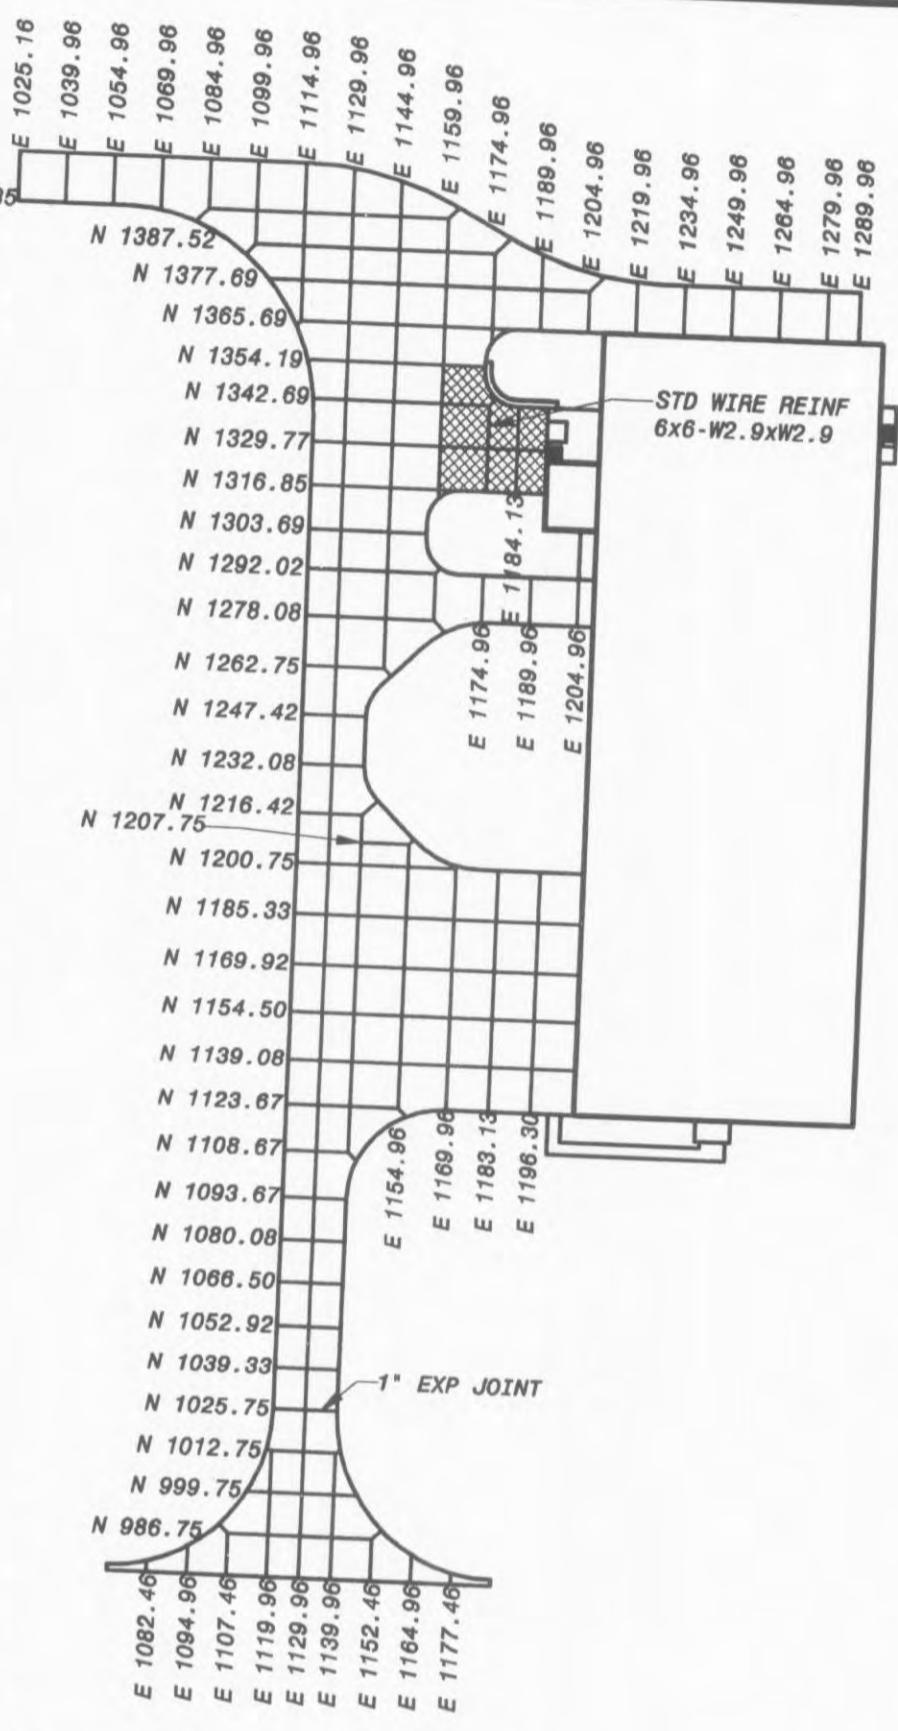 E 1025.16
E 1039.96
E 1054.96
E 1069.96
E 1084.96
E 1099.96
E 1114.96
E 1129.96
E 1144.96
E 1159.96
E 1174.96
E 1189.96
E 1204.96
E 1219.96
E 1234.96
E 1249.96
E 1264.96
E 1279.96
E 1289.96
N 1387.52
N 1377.69
N 1365.69
N 1354.19
N 1342.69
STD WIRE REINF
6x6-W2.9xW2.9
N 1329.77
N 1316.85
N 1303.69
N 1292.02
N 1278.08
E 1184.13
N 1262.75
E 1174.96
E 1189.96
E 1204.96
N 1247.42
N 1232.08
N 1216.42
N 1207.75
N 1200.75
N 1185.33
N 1169.92
N 1154.50
N 1139.08
N 1123.67
N 1108.67
E 1154.96
E 1169.96
E 1183.13
E 1196.30
N 1093.67
N 1080.08
N 1066.50
N 1052.92
N 1039.33
1" EXP JOINT
N 1025.75
N 1012.75
N 999.75
N 986.75
E 1082.46
E 1094.96
E 1107.46
E 1119.96
E 1129.96
E 1139.96
E 1152.46
E 1164.96
E 1177.46